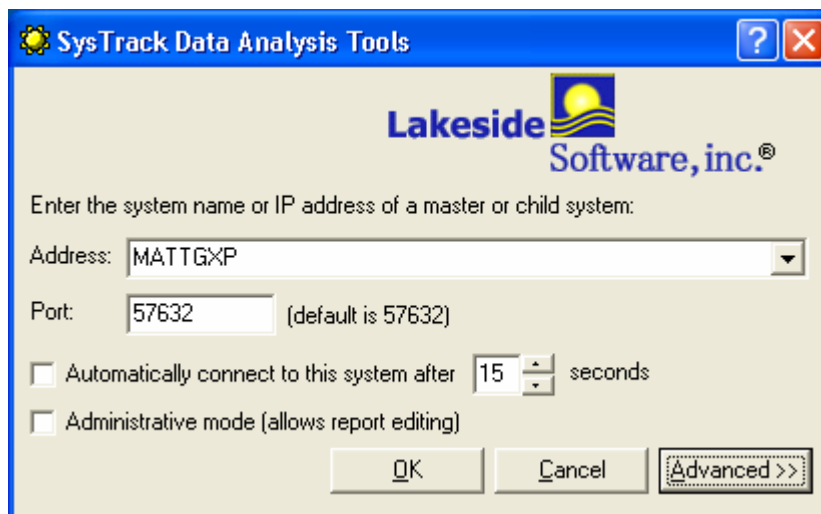 SysTrack Data Analysis Tools
Lakeside
Software, inc.®
Enter the system name or IP address of a master or child system:
Address: MATTGXP
Port: 57632 (default is 57632)
Automatically connect to this system after 15 seconds
Administrative mode (allows report editing)
OK Cancel Advanced >>